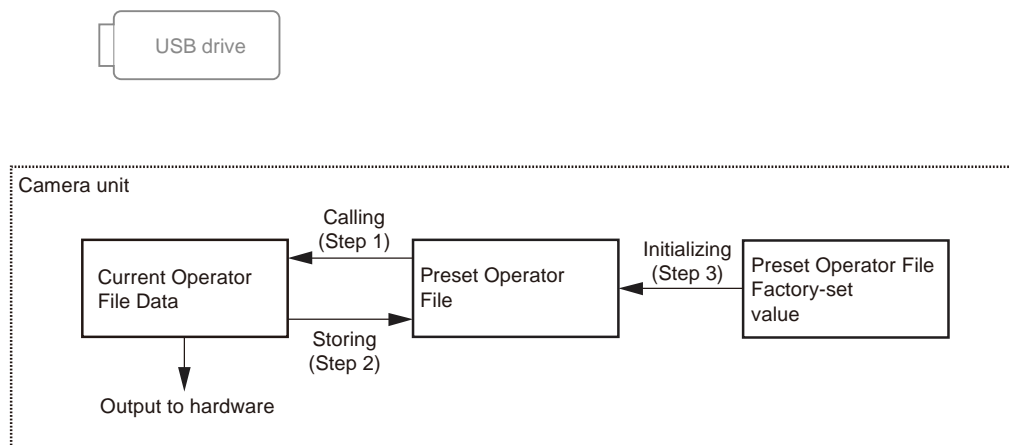 USB drive
Camera unit
Calling
(Step 1)
Initializing
(Step 3)
Current Operator
File Data
Preset Operator
File
Preset Operator File
Factory-set
value
Storing
(Step 2)
Output to hardware